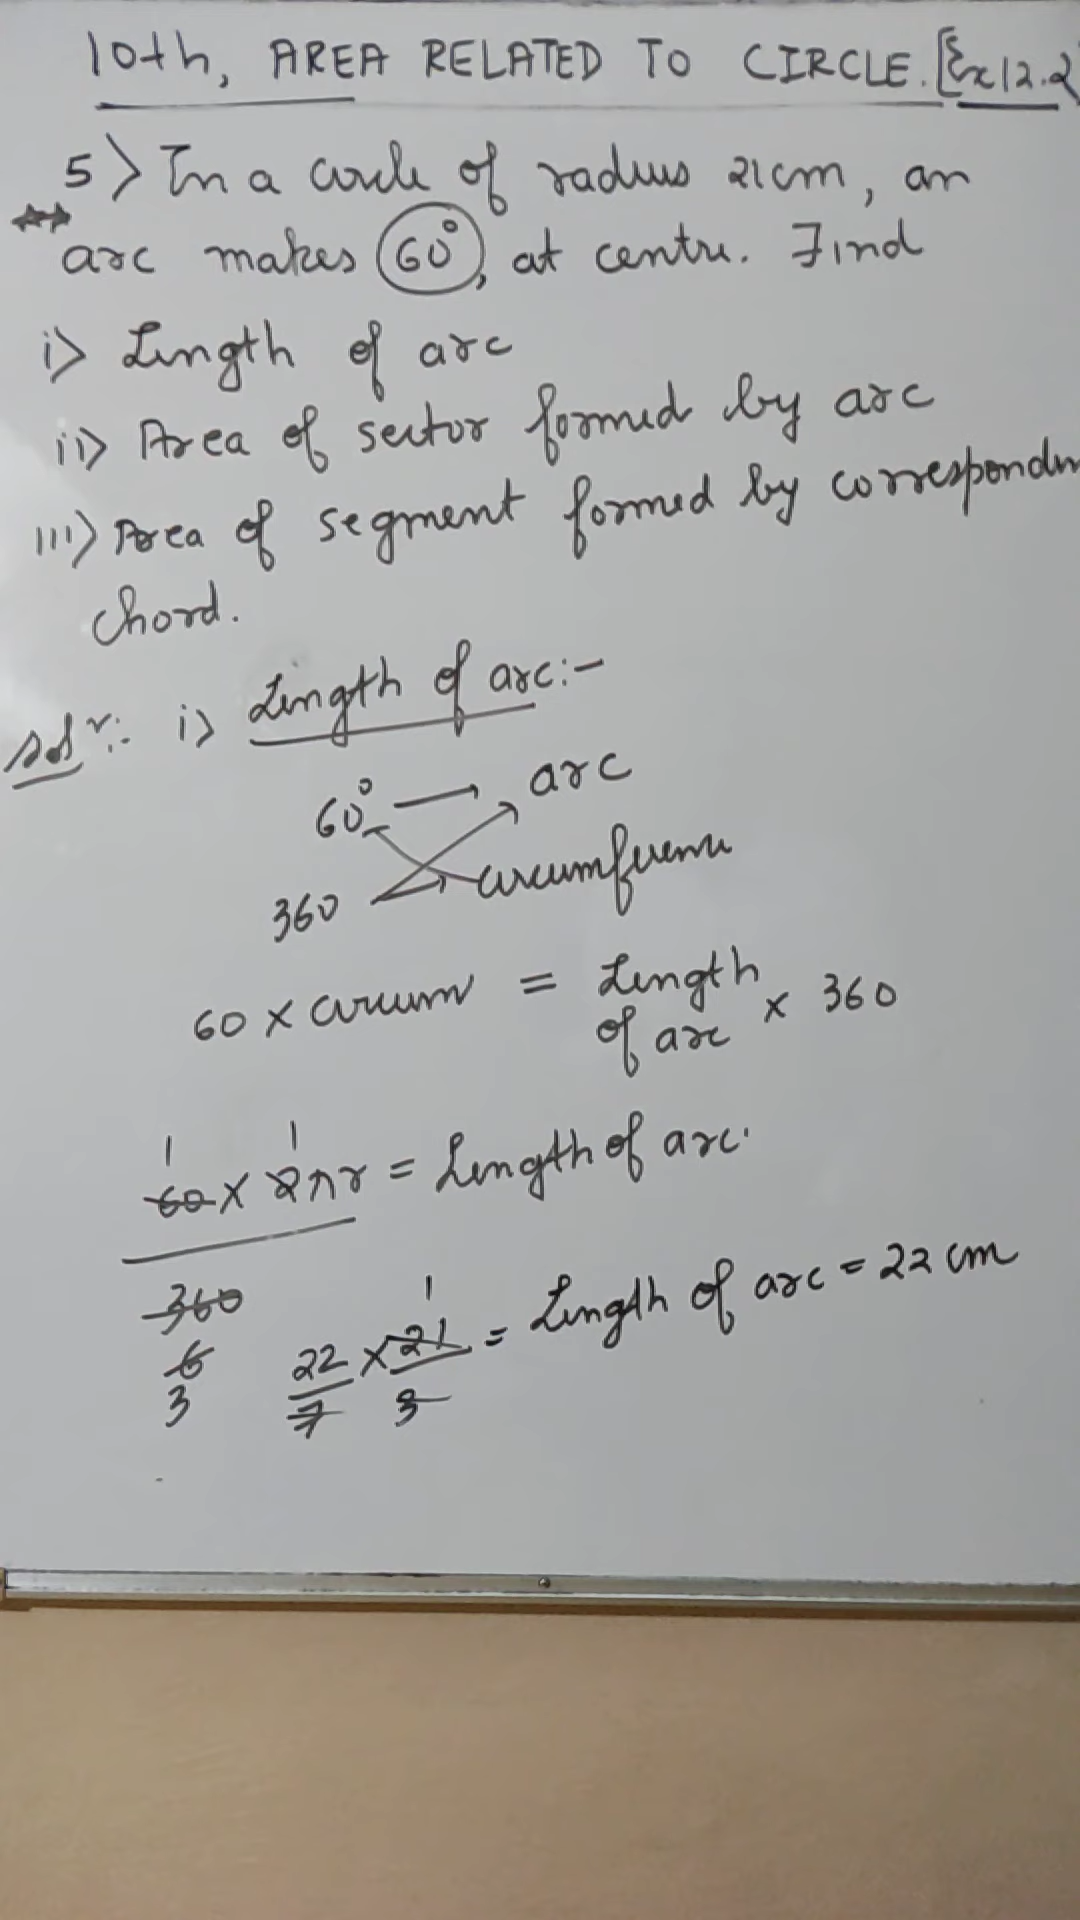 10th, AREA RELATED TO CIRCLE. [Ex12.2]
5> In a circle of radius 21cm, an
arc makes 60°, at centre. Find
i> Length of arc
ii> Area of sector formed by arc
iii> Area of segment formed by correspondin
chord.
Solⁿ:- i> Length of arc:-
60° → arc
360 → circumference
60 x circum = Length of arc x 360
1 1
60 x 2πr = Length of arc.
360
6
3
1
22 x 21 = Length of arc = 22 cm
7 3